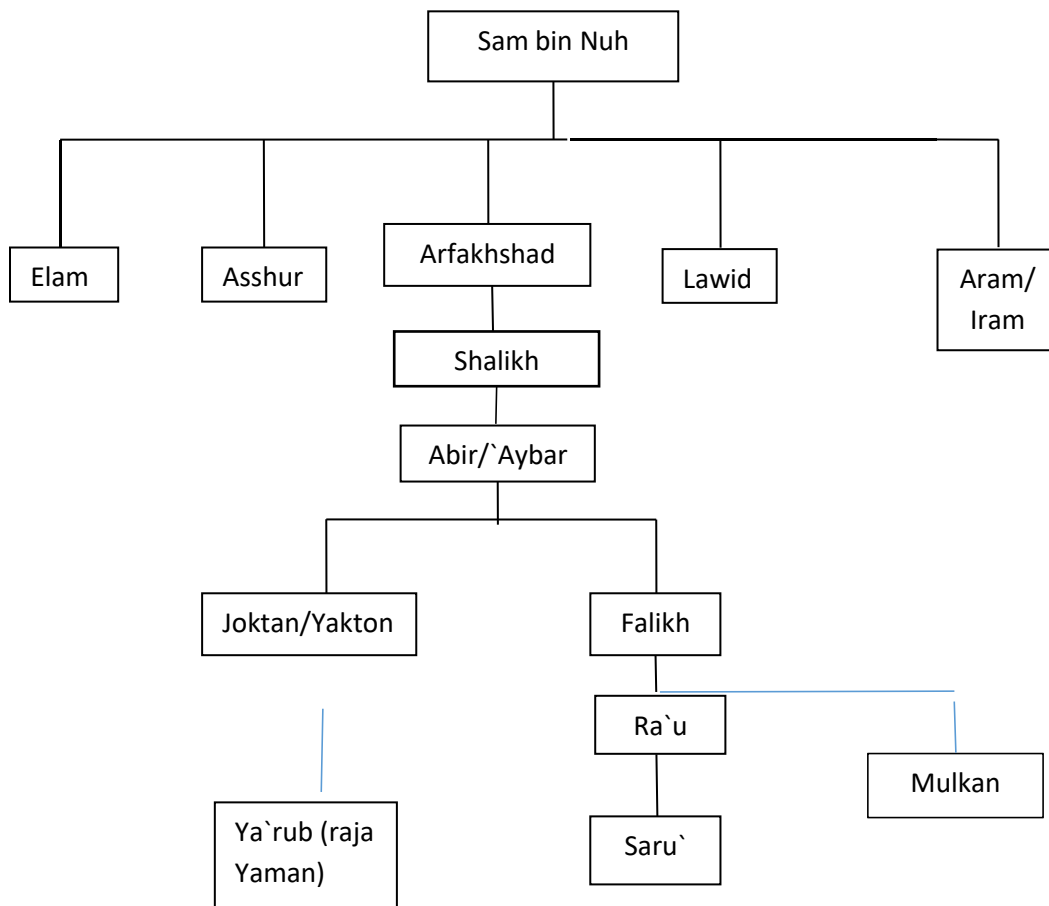 Sam bin Nuh
Elam
Asshur
Arfakhshad
Lawid
Aram/
Iram
Shalikh
Abir/`Aybar
Joktan/Yakton
Falikh
Ra`u
Mulkan
Ya`rub (raja
Yaman)
Saru`